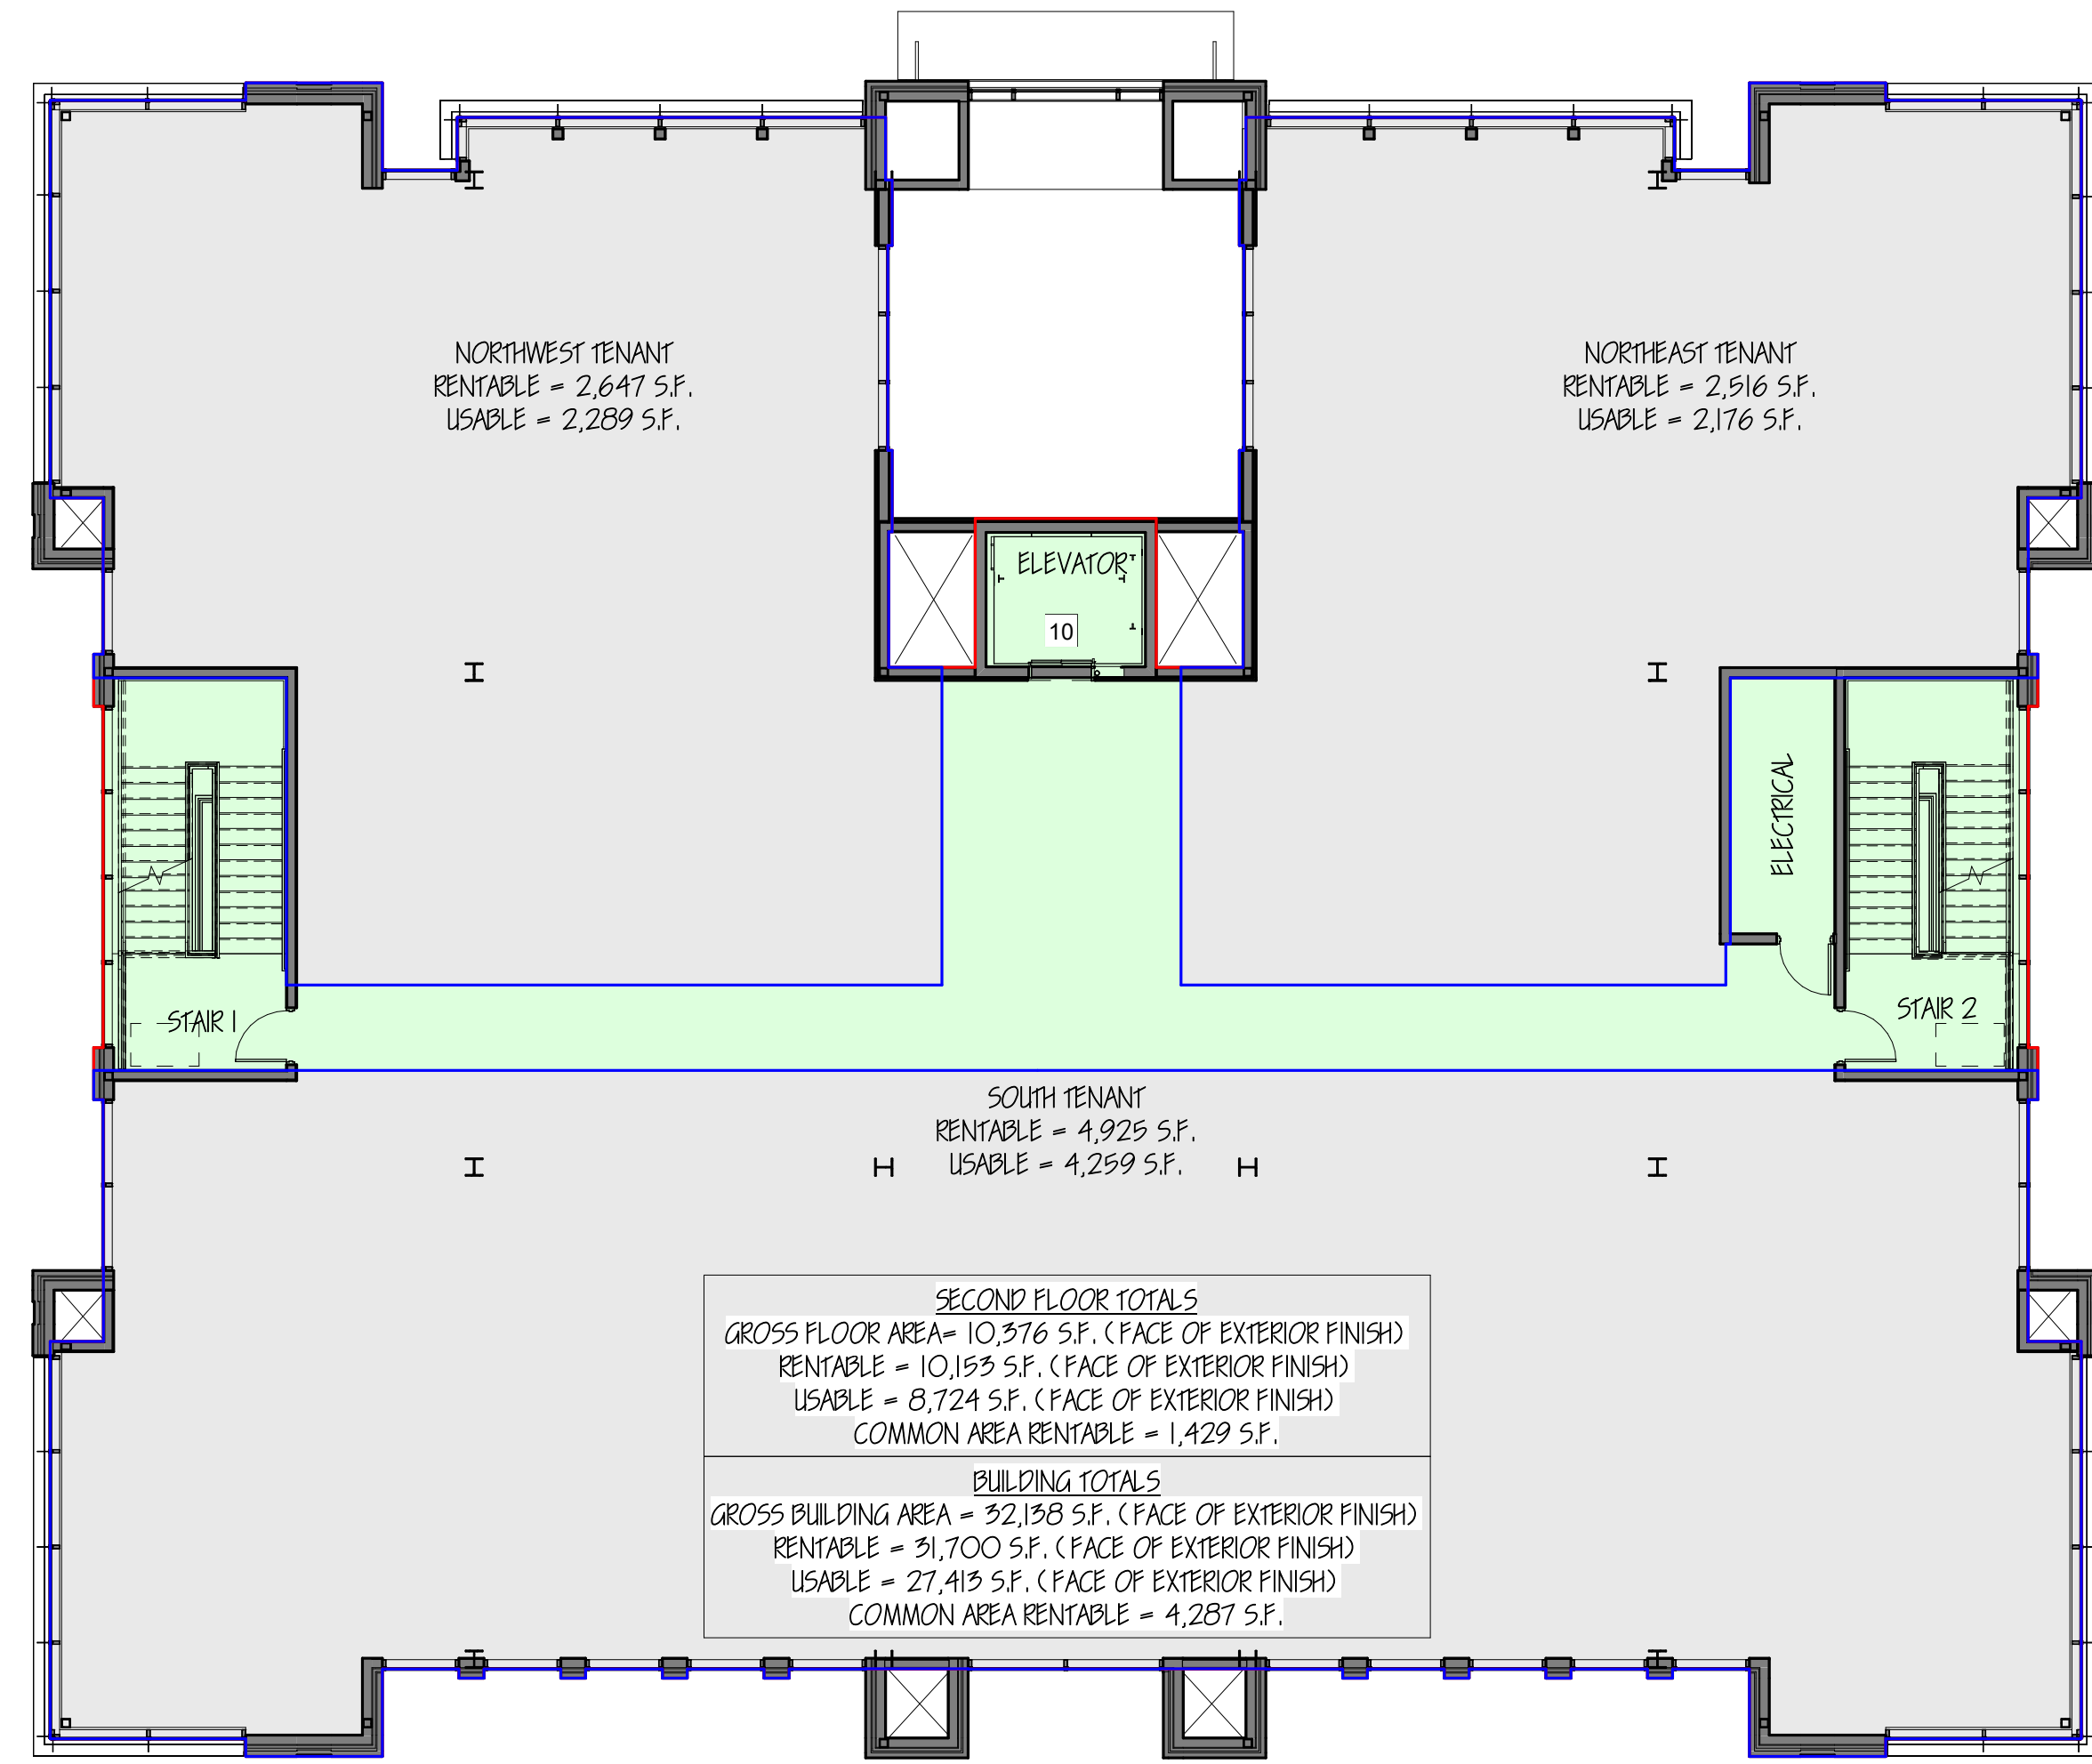 NORTHWEST TENANT
RENTABLE = 2,647 S.F.
USABLE = 2,289 S.F.
NORTHEAST TENANT
RENTABLE = 2,516 S.F.
USABLE = 2,176 S.F.
ELEVATOR
10
ELECTRICAL
STAIR 1
STAIR 2
SOUTH TENANT
RENTABLE = 4,925 S.F.
USABLE = 4,259 S.F.
SECOND FLOOR TOTALS
GROSS FLOOR AREA= 10,376 S.F. (FACE OF EXTERIOR FINISH)
RENTABLE = 10,153 S.F. (FACE OF EXTERIOR FINISH)
USABLE = 8,724 S.F. (FACE OF EXTERIOR FINISH)
COMMON AREA RENTABLE = 1,429 S.F.
BUILDING TOTALS
GROSS BUILDING AREA = 32,138 S.F. (FACE OF EXTERIOR FINISH)
RENTABLE = 31,700 S.F. (FACE OF EXTERIOR FINISH)
USABLE = 27,413 S.F. (FACE OF EXTERIOR FINISH)
COMMON AREA RENTABLE = 4,287 S.F.